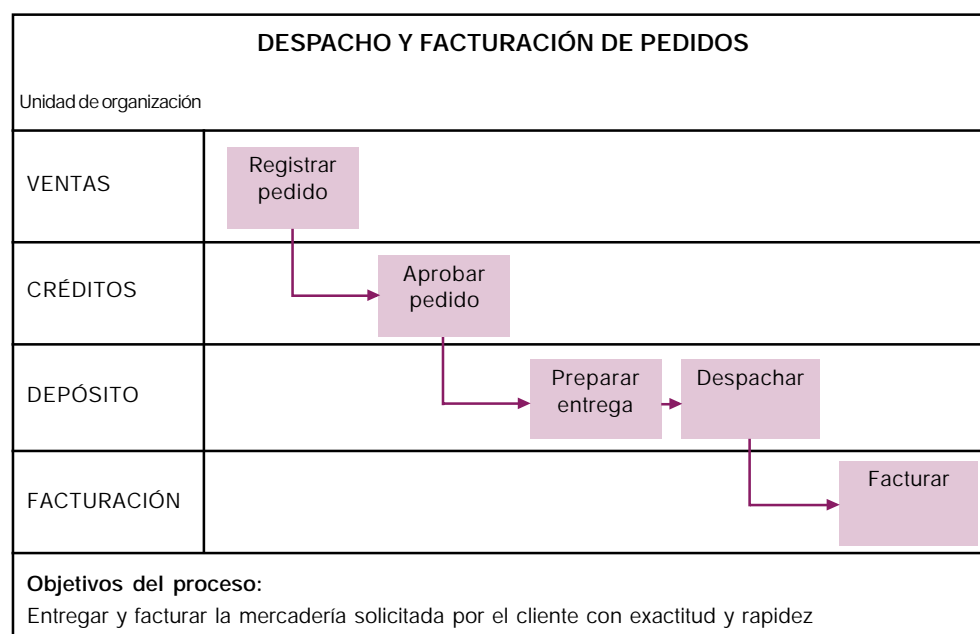 DESPACHO Y FACTURACIÓN DE PEDIDOS
Unidad de organización
VENTAS
Registrar
pedido
CRÉDITOS
Aprobar
pedido
DEPÓSITO
Preparar
entrega
Despachar
FACTURACIÓN
Facturar
Objetivos del proceso:
Entregar y facturar la mercadería solicitada por el cliente con exactitud y rapidez